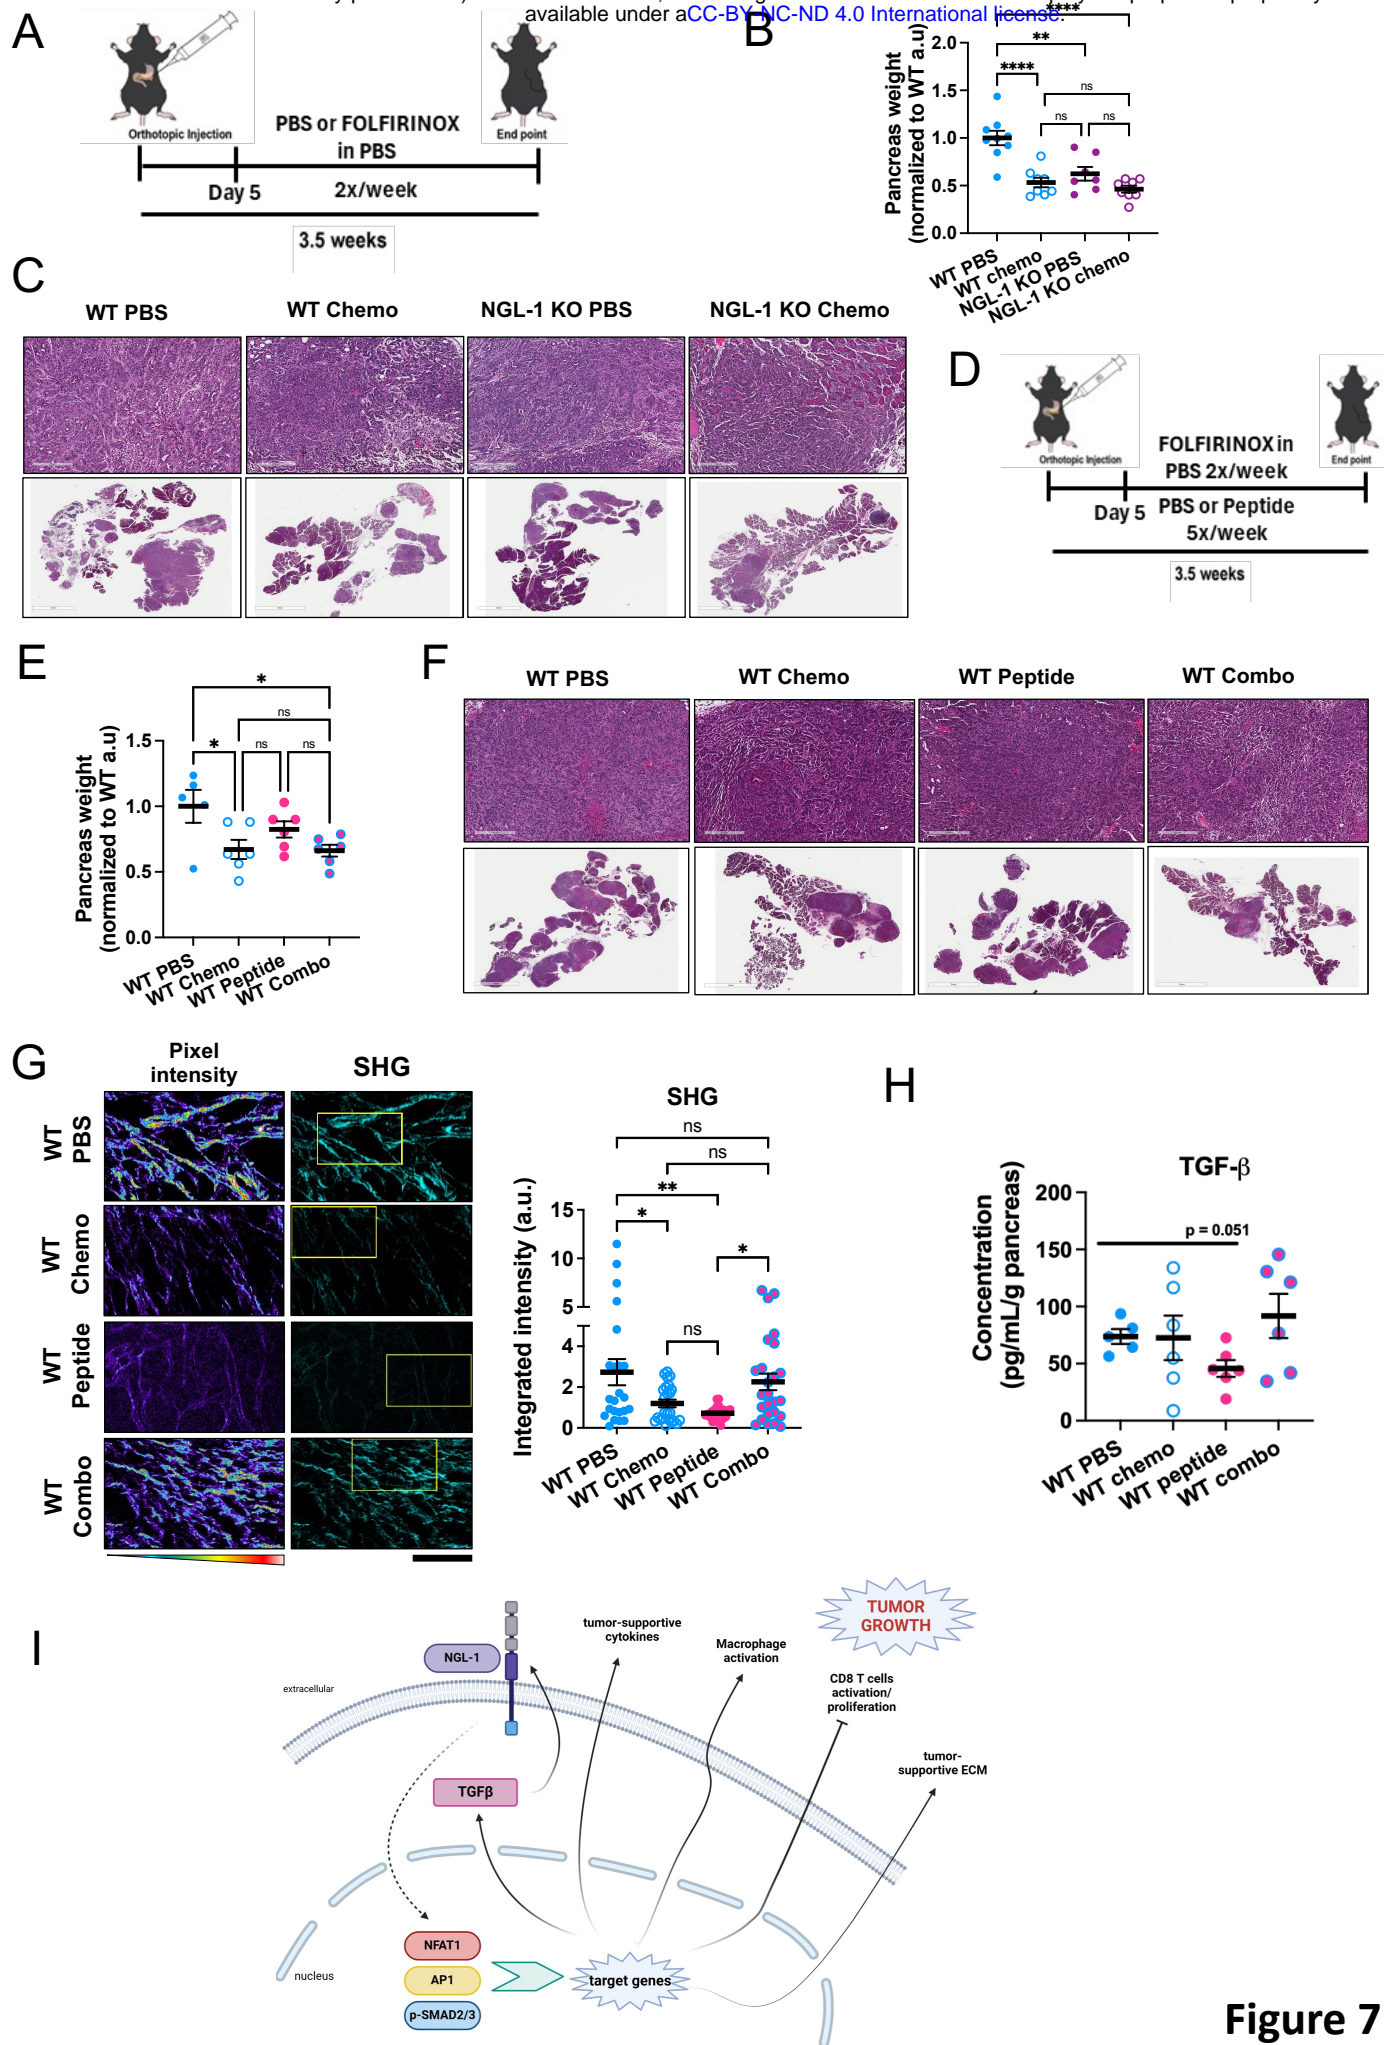 available under aCC-BY-NC-ND 4.0 International license.
A
Orthotopic Injection
PBS or FOLFIRINOX
in PBS
End point
Day 5
2x/week
3.5 weeks
B
Pancreas weight
(normalized to WT a.u)
2.0
1.5
1.0
0.5
0.0
****
**
****
ns
ns
ns
WT PBS
WT chemo
NGL-1 KO PBS
NGL-1 KO chemo
C
WT PBS
WT Chemo
NGL-1 KO PBS
NGL-1 KO Chemo
D
Orthotopic Injection
FOLFIRINOX in
PBS 2x/week
End point
Day 5
PBS or Peptide
5x/week
3.5 weeks
E
Pancreas weight
(normalized to WT a.u)
1.5
1.0
0.5
0.0
*
ns
*
ns
ns
WT PBS
WT Chemo
WT Peptide
WT Combo
F
WT PBS
WT Chemo
WT Peptide
WT Combo
G
Pixel
intensity
SHG
WT
PBS
WT
Chemo
WT
Peptide
WT
Combo
SHG
Integrated intensity (a.u.)
15
10
5
4
2
0
ns
ns
**
*
*
ns
WT PBS
WT Chemo
WT Peptide
WT Combo
H
TGF-β
Concentration
(pg/mL/g pancreas)
200
150
100
50
0
p = 0.051
WT PBS
WT chemo
WT peptide
WT combo
I
TUMOR
GROWTH
tumor-supportive
cytokines
Macrophage
activation
NGL-1
CD8 T cells
activation/
proliferation
extracellular
tumor-
supportive ECM
TGFβ
NFAT1
nucleus
AP1
target genes
p-SMAD2/3
Figure 7